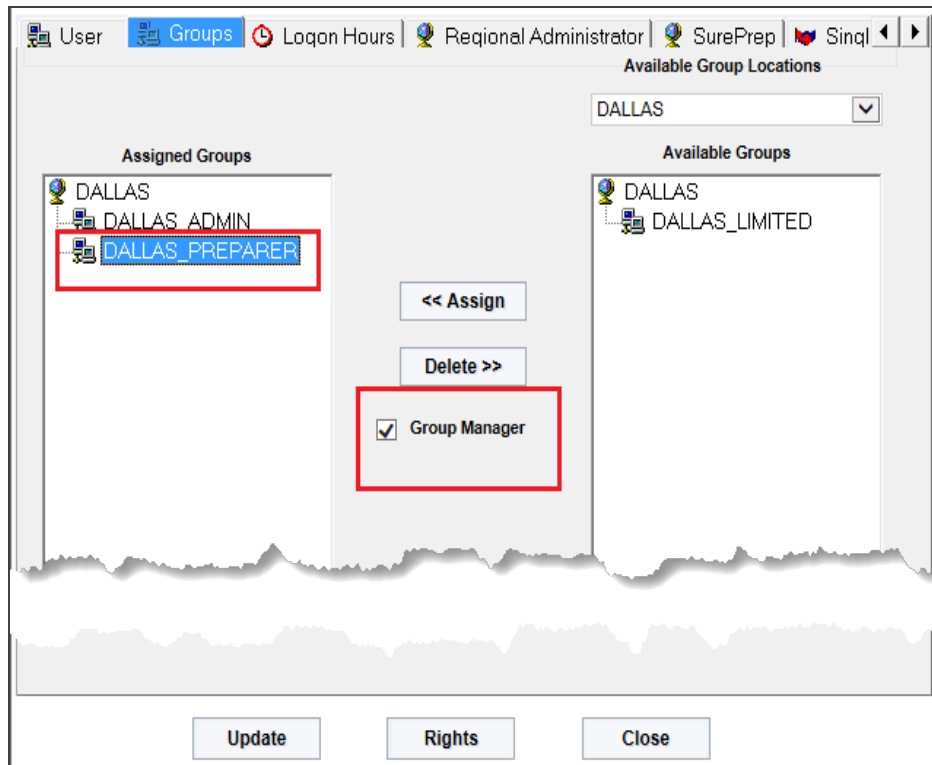 User Groups Logon Hours Regional Administrator SurePrep Singl
Available Group Locations
DALLAS
Assigned Groups
Available Groups
DALLAS
DALLAS_ADMIN
DALLAS_PREPARER
DALLAS
DALLAS_LIMITED
<< Assign
Delete >>
Group Manager
Update Rights Close